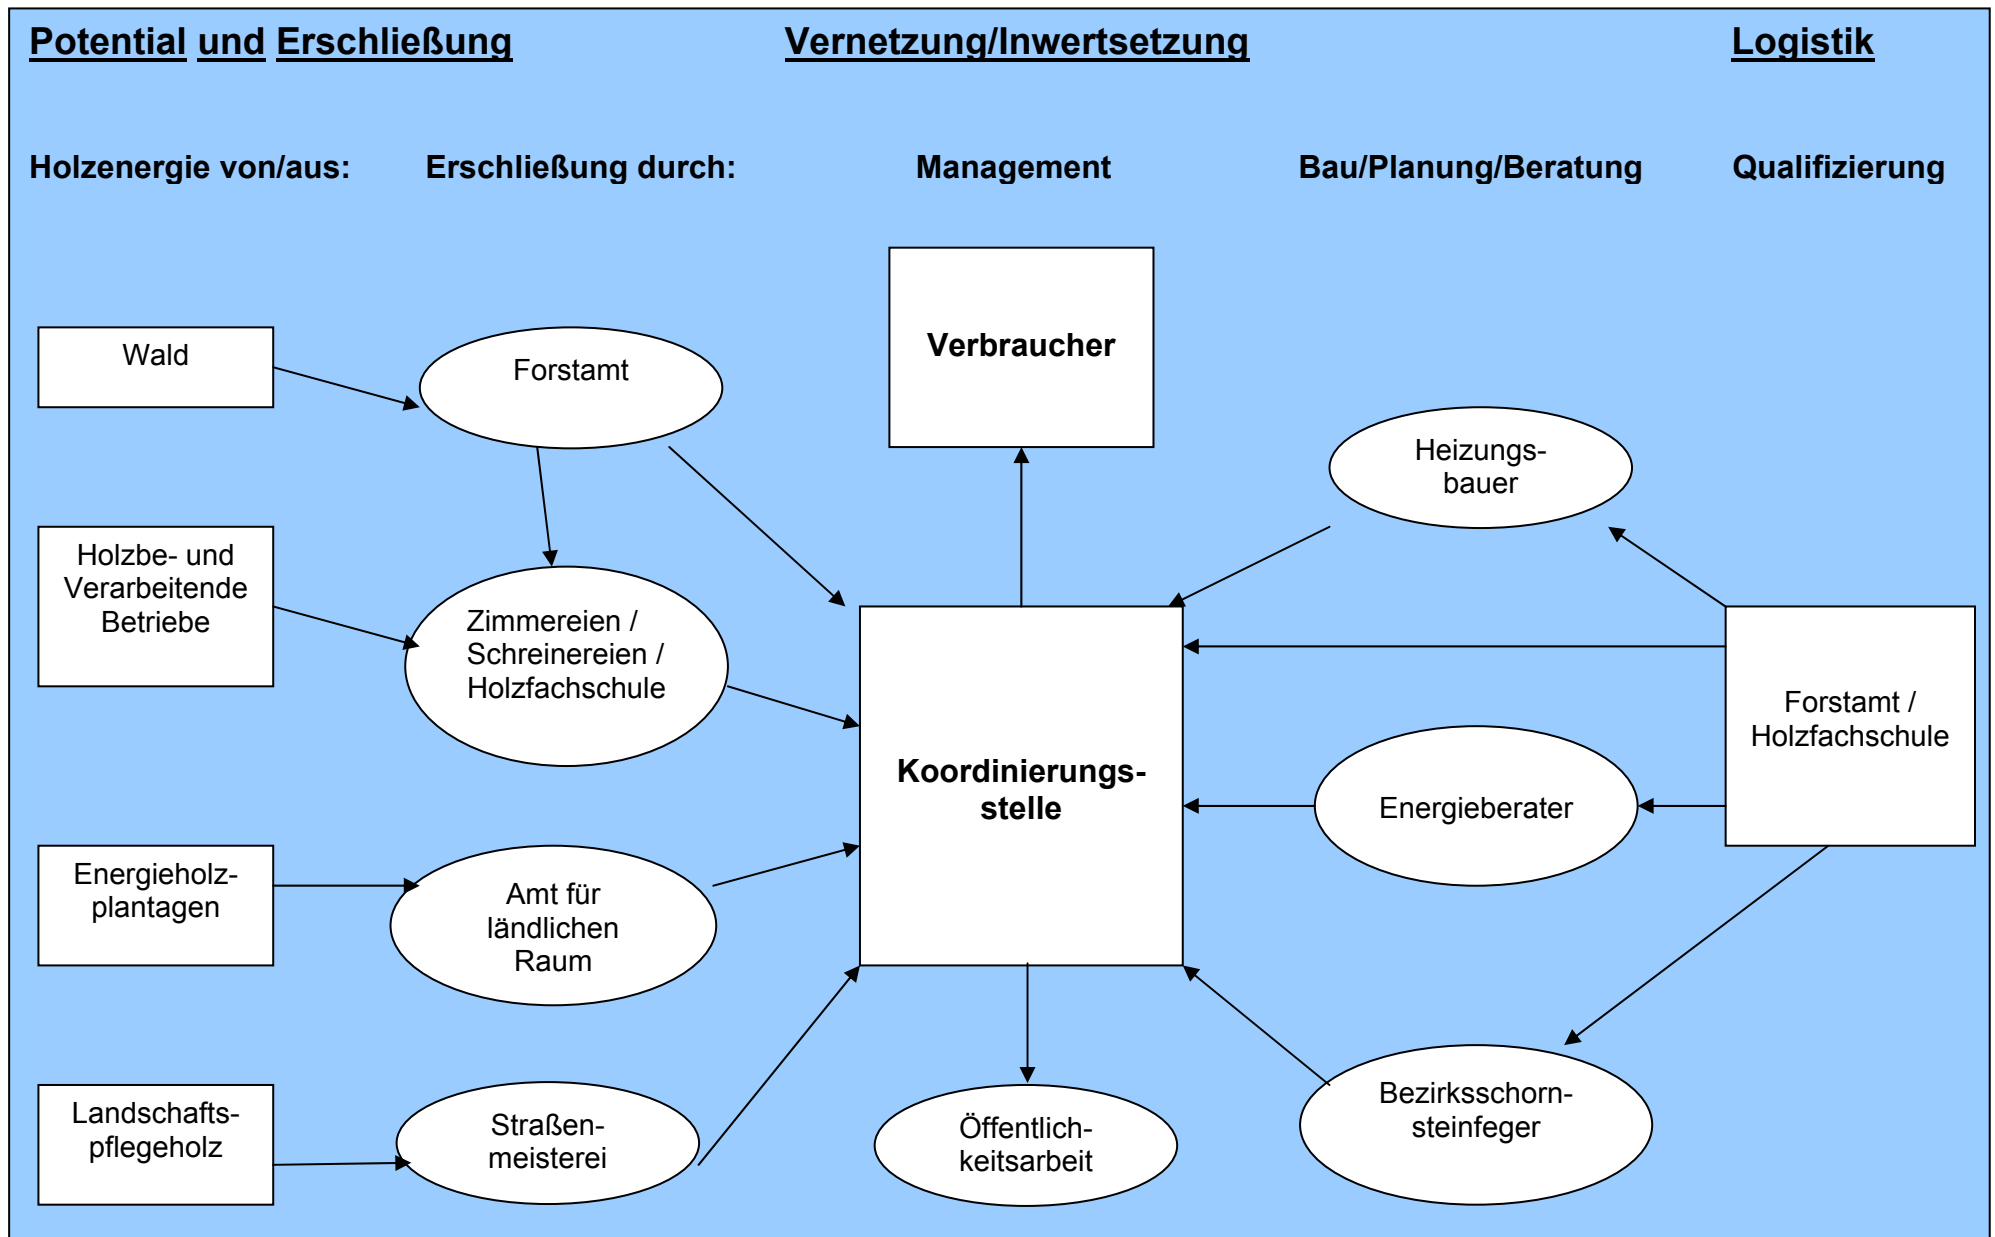 Potential und Erschließung
Vernetzung/Inwertsetzung
Logistik
Holzenergie von/aus:
Erschließung durch:
Management
Bau/Planung/Beratung
Qualifizierung
Wald
Forstamt
Verbraucher
Heizungs-
bauer
Holzbe- und
Verarbeitende
Betriebe
Zimmereien /
Schreinereien /
Holzfachschule
Koordinierungs-
stelle
Forstamt /
Holzfachschule
Energieberater
Energieholz-
plantagen
Amt für
ländlichen
Raum
Landschafts-
pflegeholz
Straßen-
meisterei
Öffentlich-
keitsarbeit
Bezirksschorn-
steinfeger